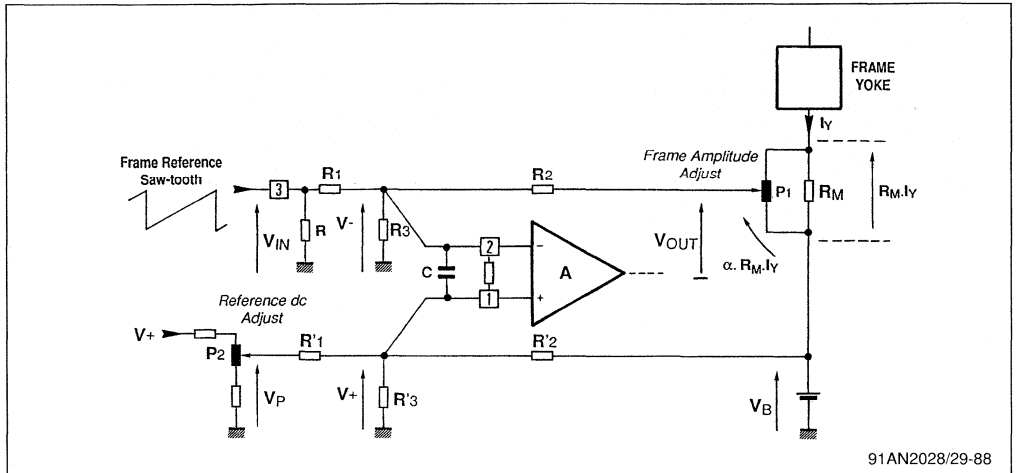 FRAME
YOKE
I_Y
Frame Reference
Saw-tooth
3
R1
R2
Frame Amplitude
Adjust
P1
RM
RM.IY
VIN
R
V-
R3
2
−
VOUT
α. RM.IY
C
A
1
+
Reference dc
Adjust
V+
P2
R'1
R'2
VP
V+
R'3
VB
91AN2028/29-88